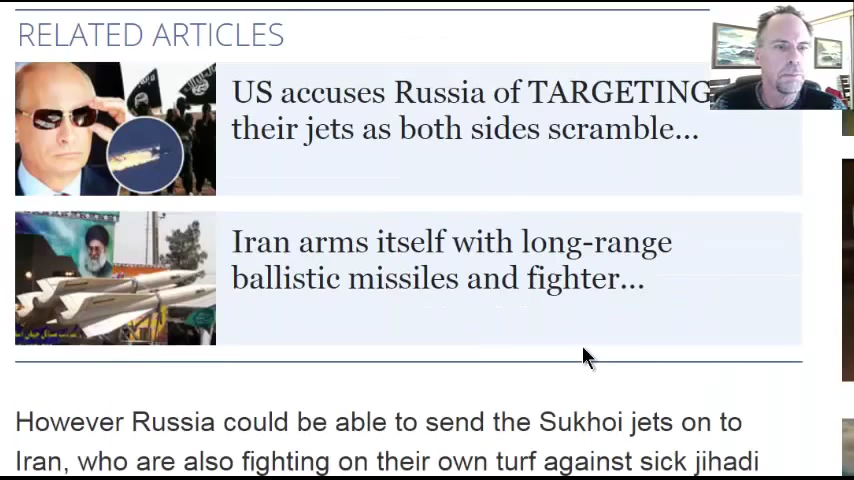 RELATED ARTICLES
US accuses Russia of TARGETING
their jets as both sides scramble...
Iran arms itself with long-range
ballistic missiles and fighter...
However Russia could be able to send the Sukhoi jets on to
Iran, who are also fighting on their own turf against sick jihadi